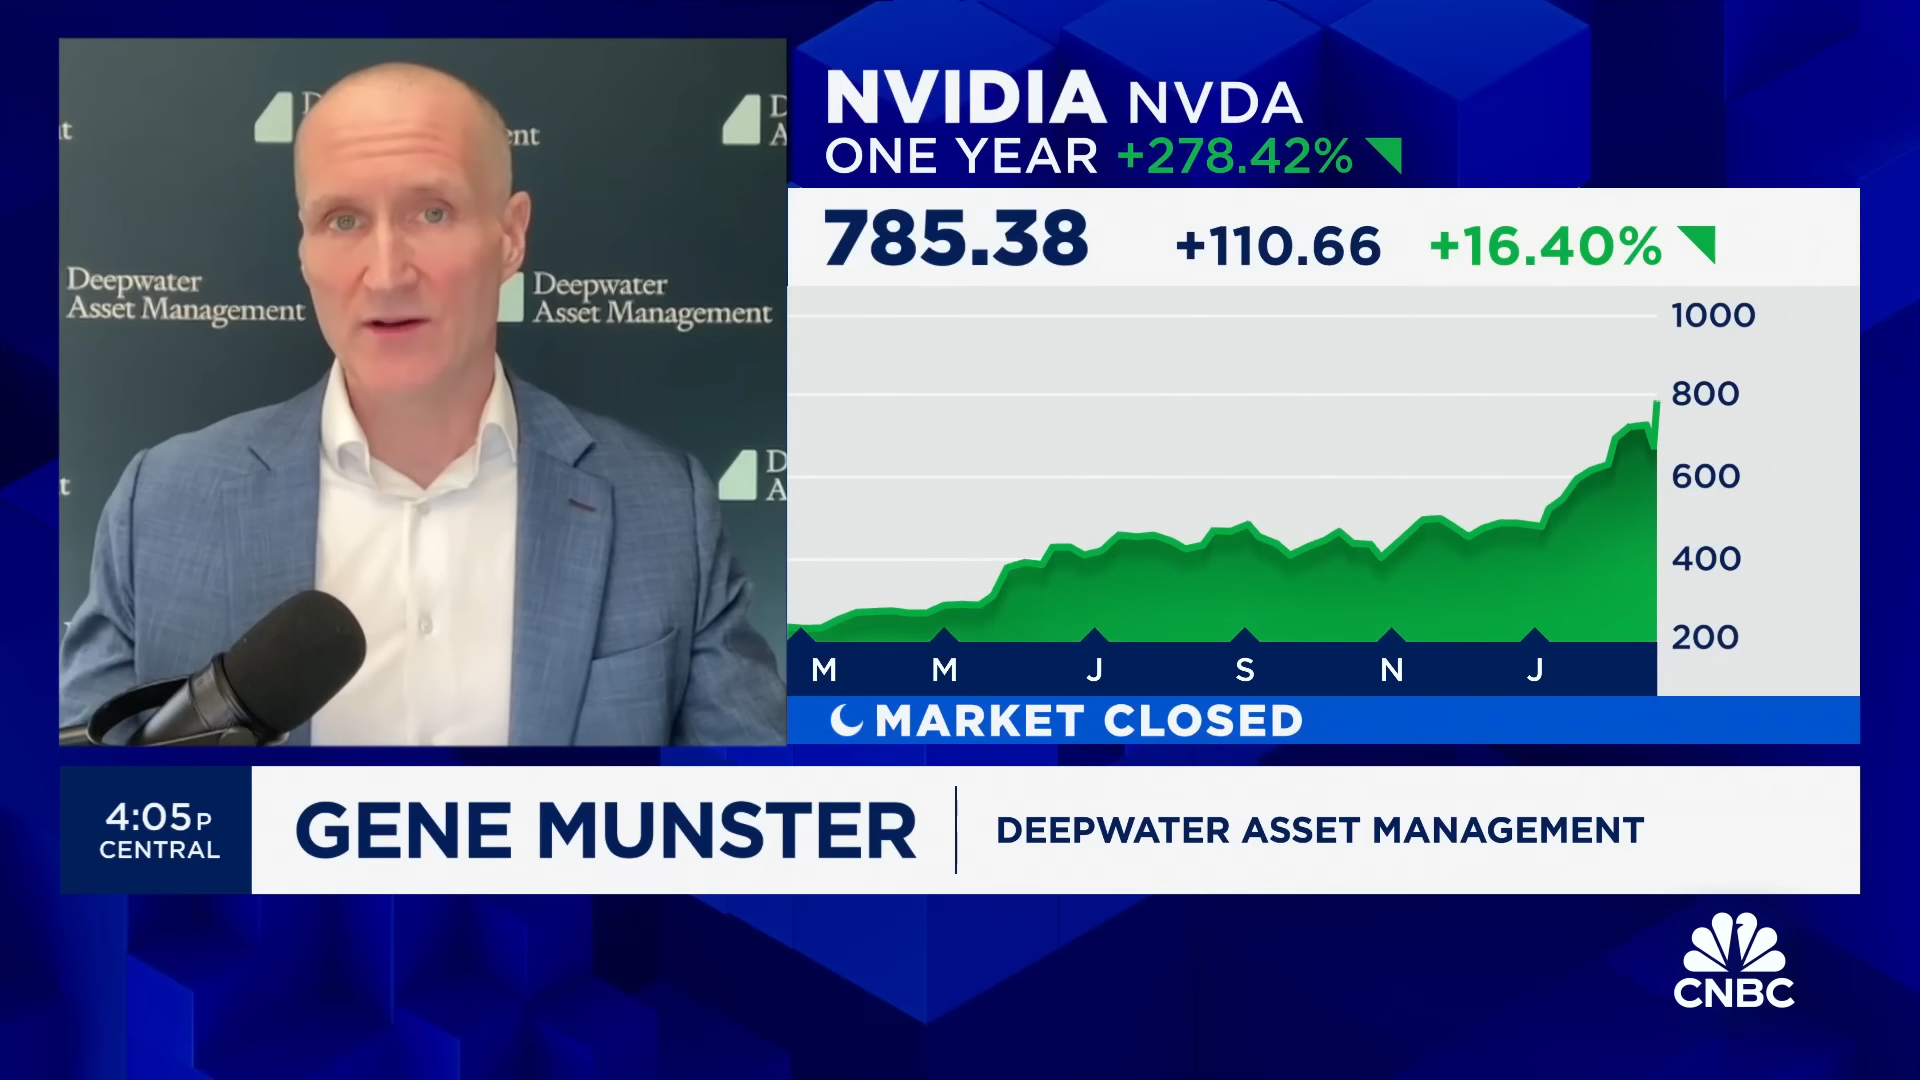 t
D
ent
D
A
Deepwater
Asset Management
Deepwater
Asset Management
t
D
A
NVIDIA NVDA
ONE YEAR +278.42%
785.38 +110.66 +16.40%
1000
800
600
400
200
M M J S N J
MARKET CLOSED
4:05P
CENTRAL
GENE MUNSTER
DEEPWATER ASSET MANAGEMENT
CNBC